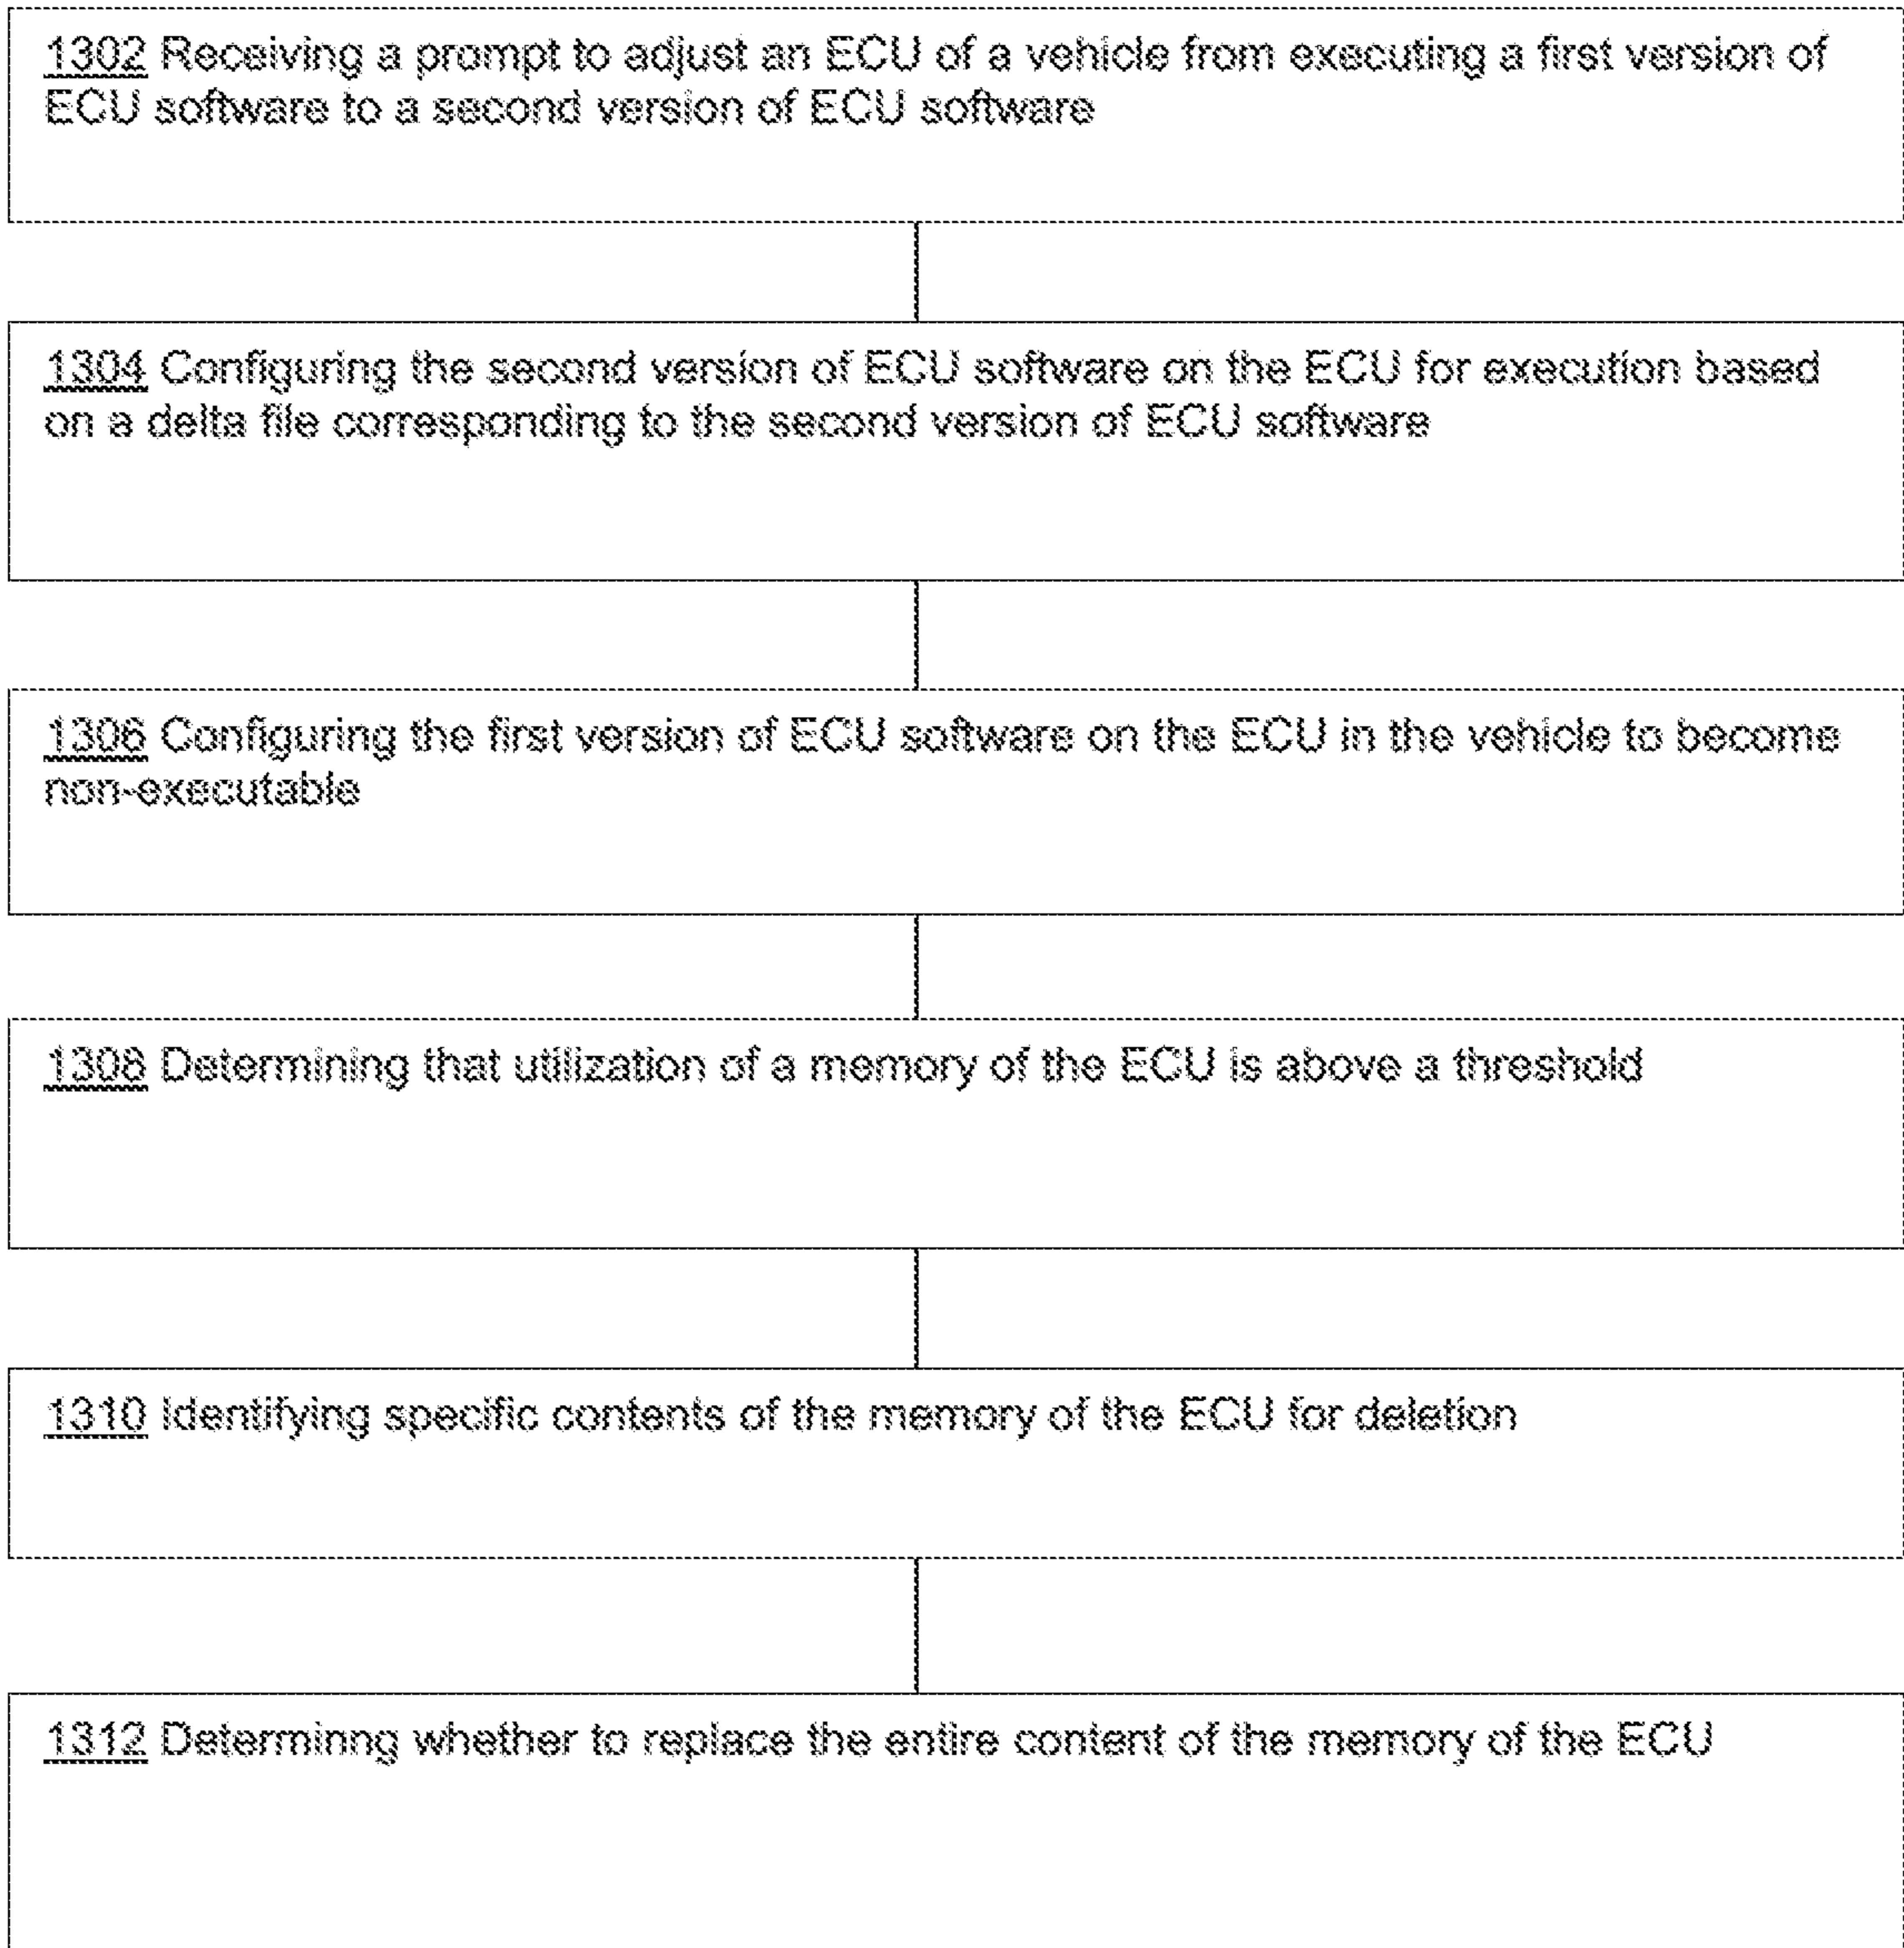 1302 Receiving a prompt to adjust an ECU of a vehicle from executing a first version of
ECU software to a second version of ECU software
1304 Configuring the second version of ECU software on the ECU for execution based
on a delta file corresponding to the second version of ECU software
1306 Configuring the first version of ECU software on the ECU in the vehicle to become
non-executable
1308 Determining that utilization of a memory of the ECU is above a threshold
1310 Identifying specific contents of the memory of the ECU for deletion
1312 Determinng whether to replace the entire content of the memory of the ECU